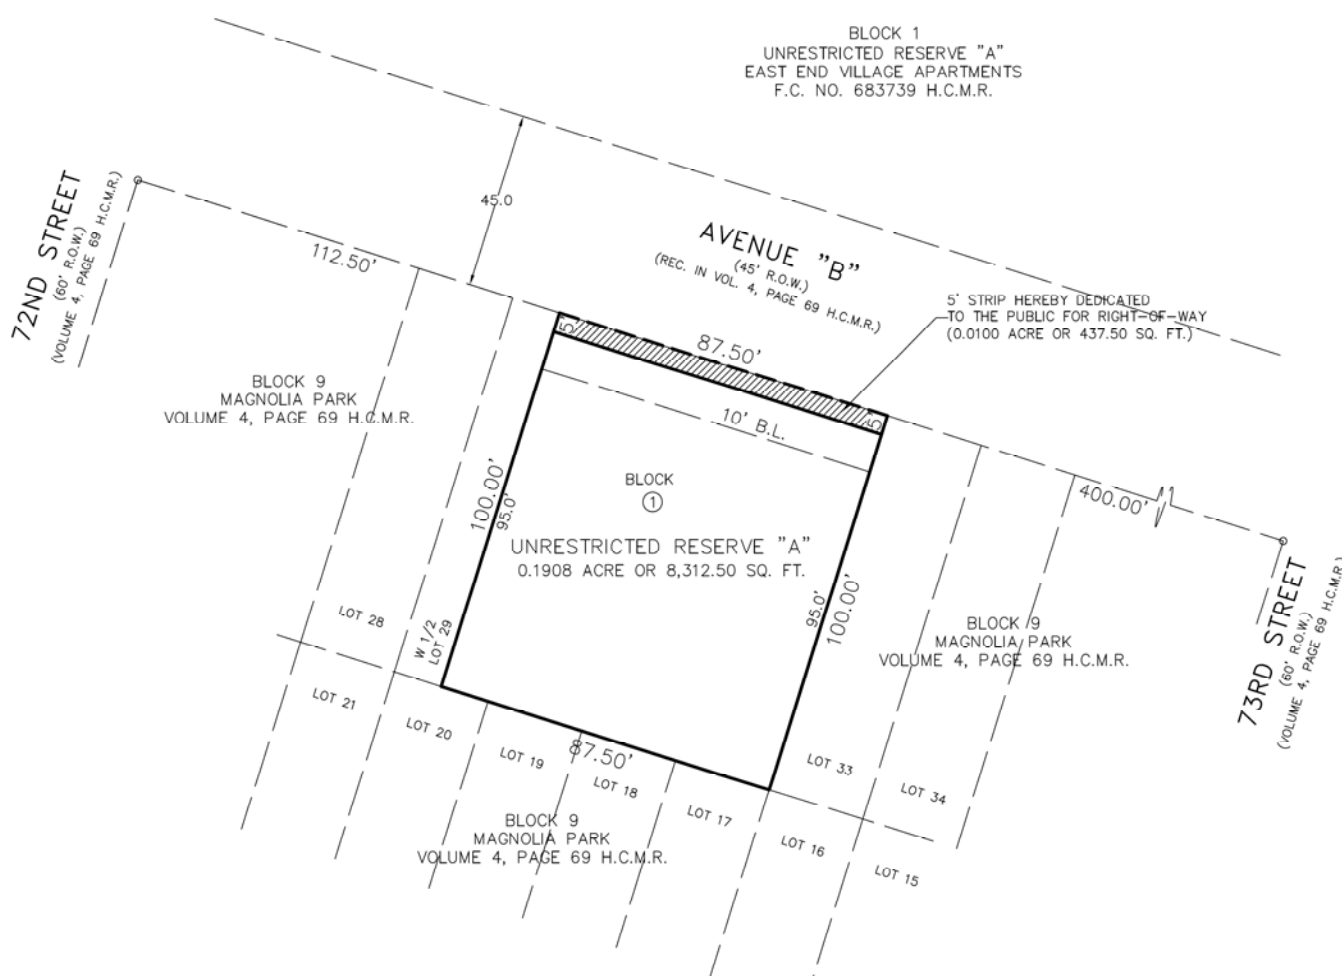 BLOCK 1
UNRESTRICTED RESERVE "A"
EAST END VILLAGE APARTMENTS
F.C. NO. 683739 H.C.M.R.
72ND STREET
(60' R.O.W.)
(VOLUME 4, PAGE 69 H.C.M.R.)
112.50'
45.0
AVENUE "B"
(45' R.O.W.)
(REC. IN VOL. 4, PAGE 69 H.C.M.R.)
5' STRIP HEREBY DEDICATED
TO THE PUBLIC FOR RIGHT-OF-WAY
(0.0100 ACRE OR 437.50 SQ. FT.)
5'
87.50'
5'
10' B.L.
BLOCK 9
MAGNOLIA PARK
VOLUME 4, PAGE 69 H.C.M.R.
BLOCK
1
UNRESTRICTED RESERVE "A"
0.1908 ACRE OR 8,312.50 SQ. FT.
100.00'
95.0'
95.0'
100.00'
400.00'
73RD STREET
(60' R.O.W.)
(VOLUME 4, PAGE 69 H.C.M.R.)
BLOCK 9
MAGNOLIA PARK
VOLUME 4, PAGE 69 H.C.M.R.
LOT 28
W 1/2
LOT 29
LOT 21
LOT 20
LOT 19
87.50'
LOT 18
LOT 17
LOT 33
LOT 34
LOT 16
LOT 15
BLOCK 9
MAGNOLIA PARK
VOLUME 4, PAGE 69 H.C.M.R.